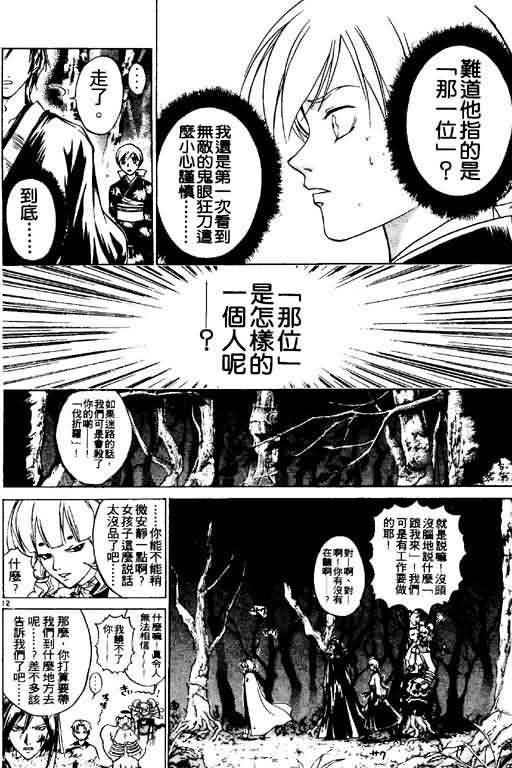 難道他指的是
「那一位」？
我還是第一次看到
無敵的鬼眼狂刀這
麼小心謹慎……
……
走了。
到底……
「那位」
是怎樣的
一個人呢
——？
如果迷路的話，
我們可是會殺了
你的喲
「伐折羅」！
就是說嘛！沒頭
沒腦地說什麼「
跟我來」！我們
可是有工作要做
的耶！
對！啊、對！
啊！你有沒有
在聽啊！
……你能不能稍
微安靜一點啊？
女孩子這麼說話
太沒品了吧……
什麼？
什麼嘛！真令人
無法相信～～
我饒不了
你——
那麼，你打算要帶
我們到什麼地方去
呢……？差不多該
告訴我們了吧？
12